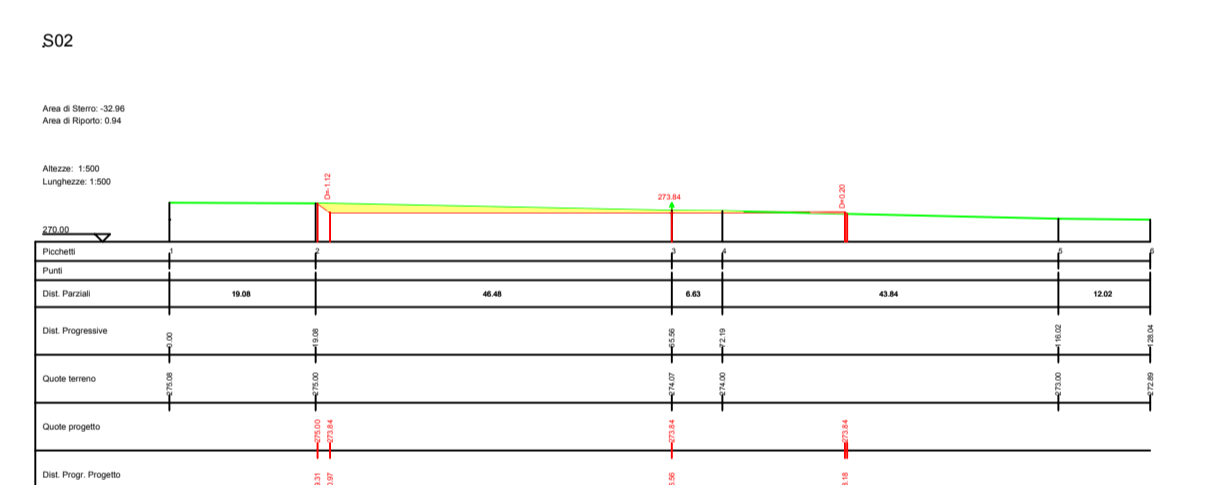 S02
Area di Sterro: -32.96
Area di Riporto: 0.94
Altezze: 1:500
Lunghezze: 1:500
D=-1.12
273.84
D=0.20
270.00
Picchetti 1 2 3 4 5 6
Punti
Dist. Parziali 19.08 46.48 6.63 43.84 12.02
Dist. Progressive 0.00 19.08 65.56 72.19 116.02 128.04
Quote terreno 275.08 275.00 274.07 274.00 273.00 272.89
Quote progetto 275.00 273.84 273.84 273.84
Dist. Progr. Progetto